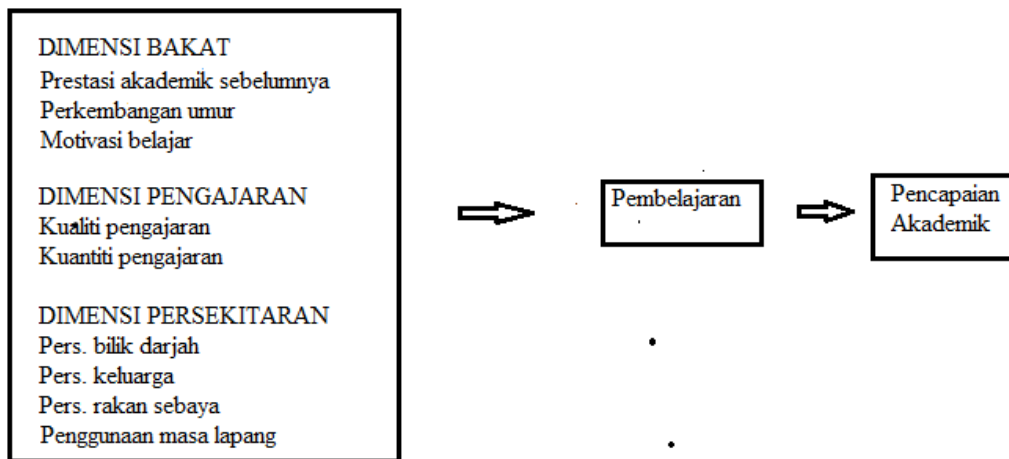 DIMENSI BAKAT
Prestasi akademik sebelumnya
Perkembangan umur
Motivasi belajar
DIMENSI PENGAJARAN
Kualiti pengajaran
Kuantiti pengajaran
DIMENSI PERSEKITARAN
Pers. bilik darjah
Pers. keluarga
Pers. rakan sebaya
Penggunaan masa lapang
Pembelajaran
Pencapaian
Akademik